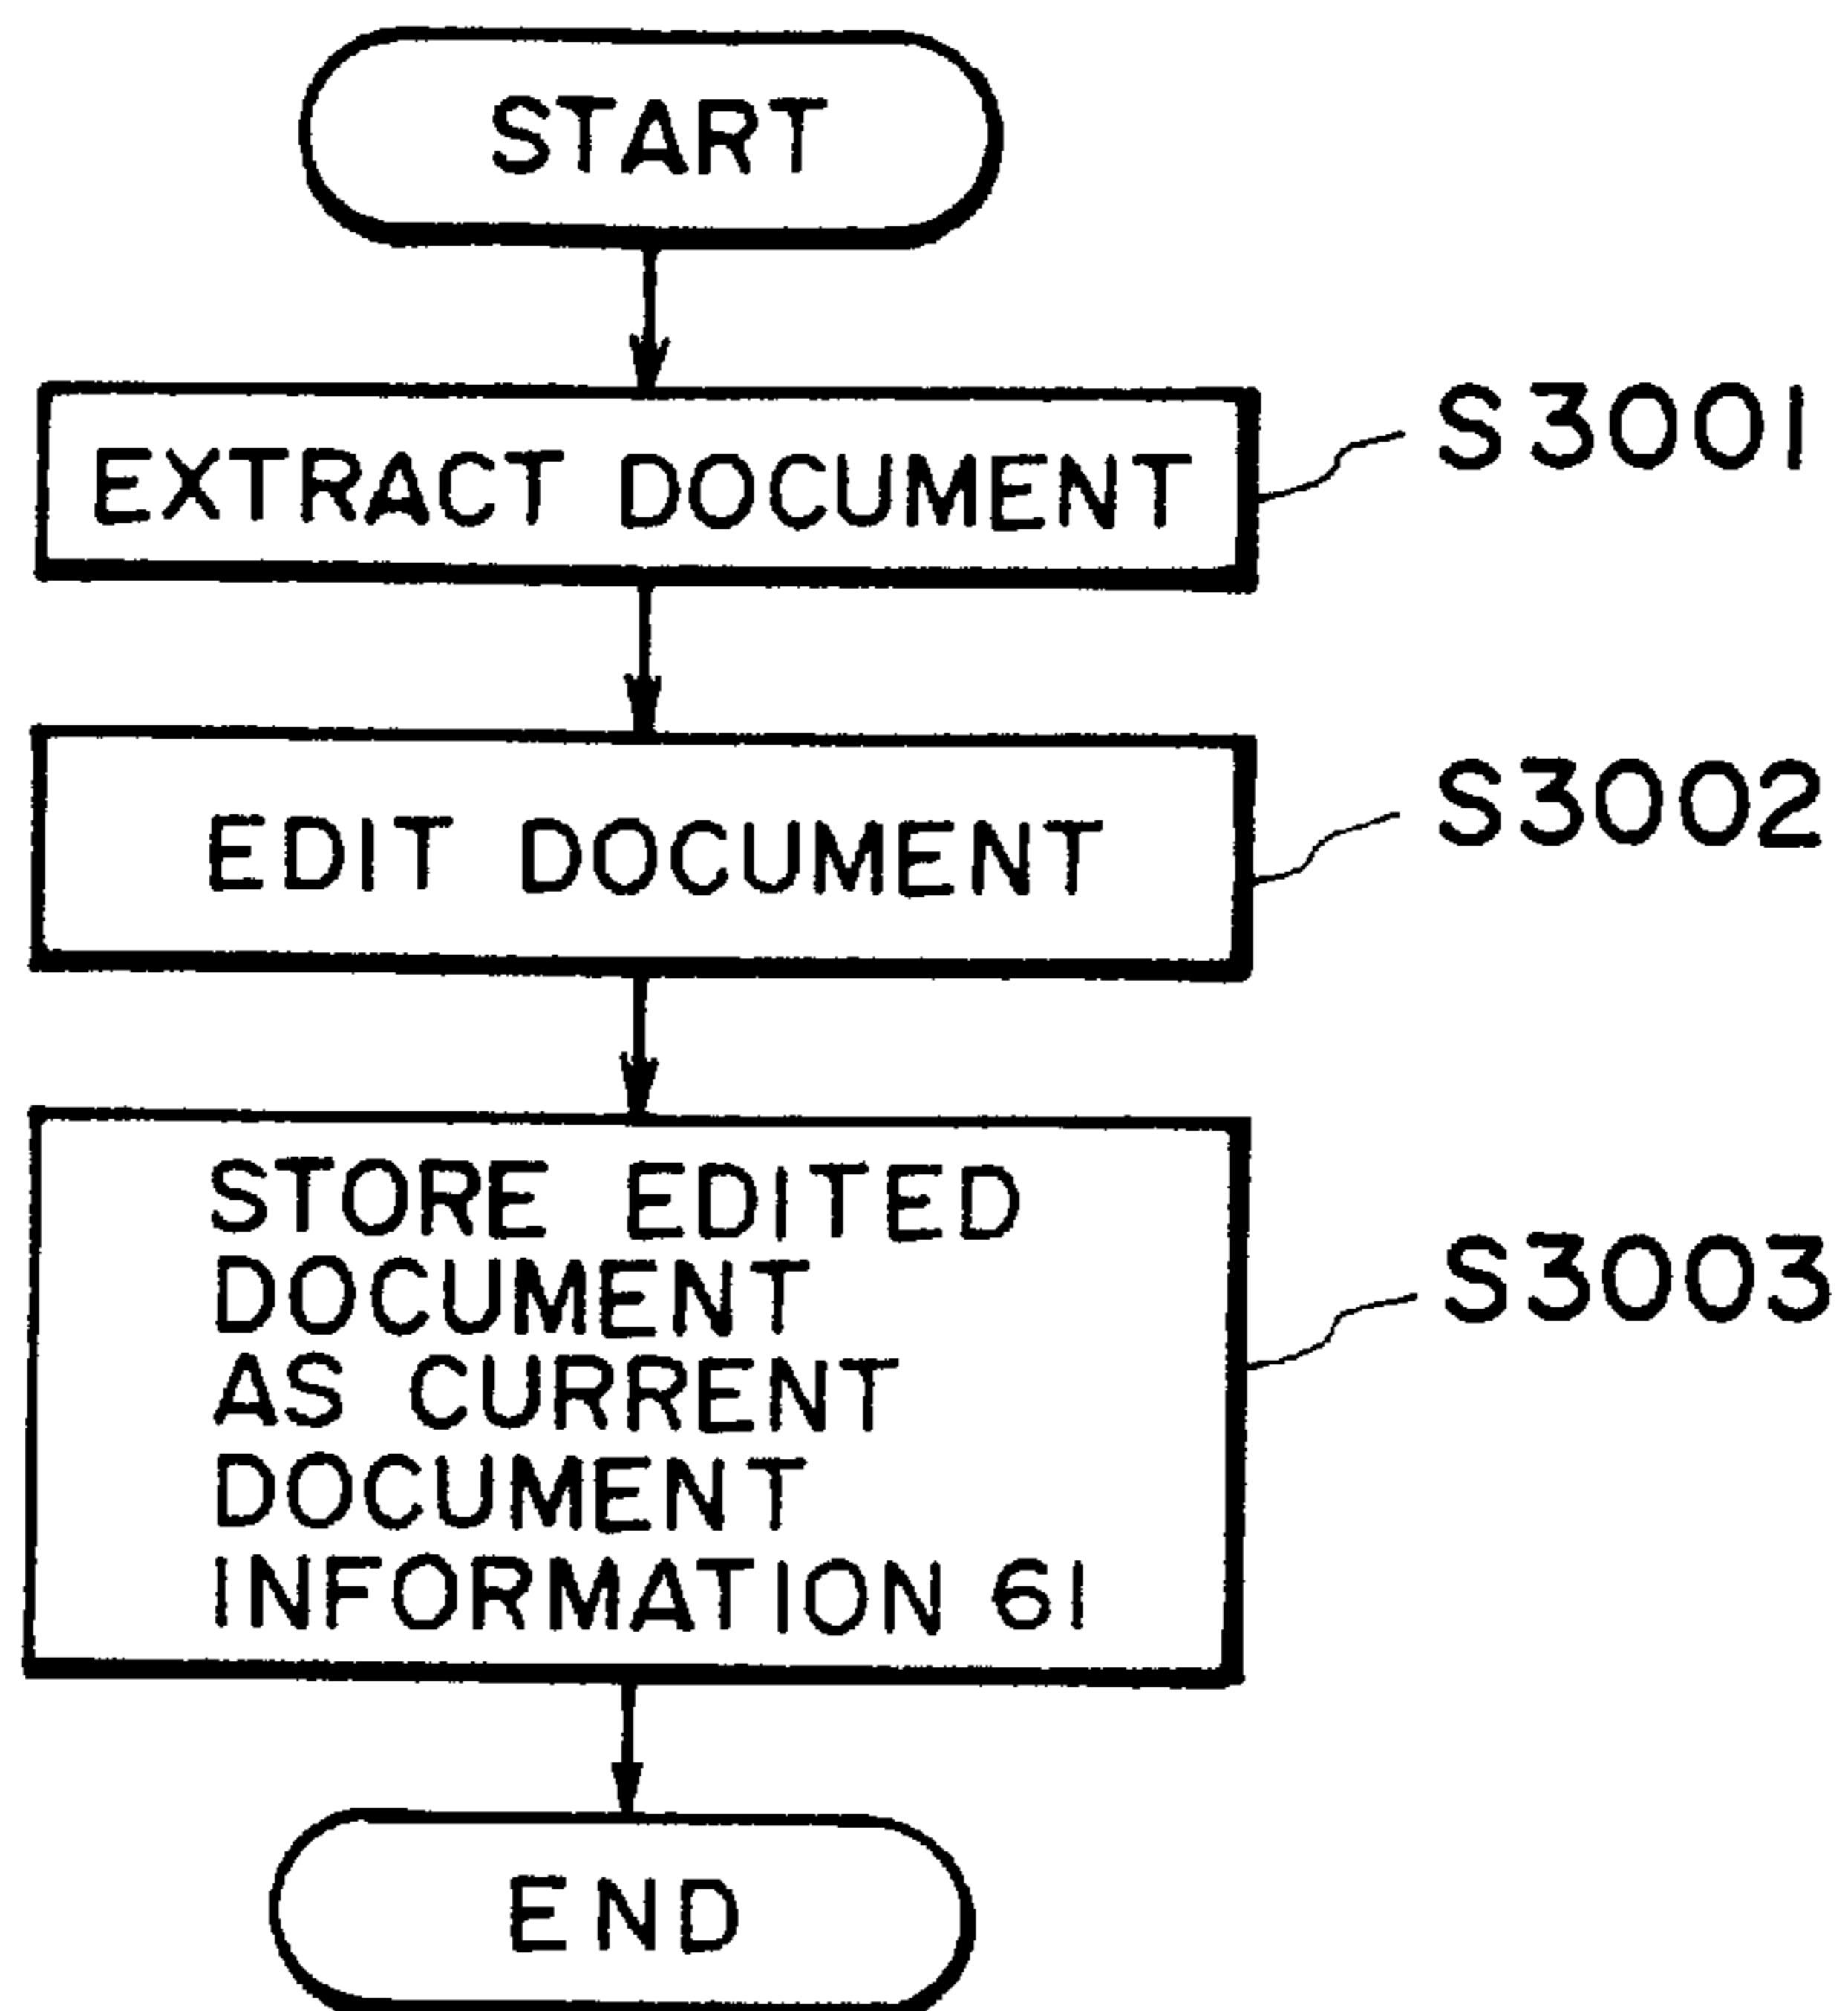 START
EXTRACT DOCUMENT
S3001
EDIT DOCUMENT
S3002
STORE EDITED
DOCUMENT
AS CURRENT
DOCUMENT
INFORMATION 61
S3003
END